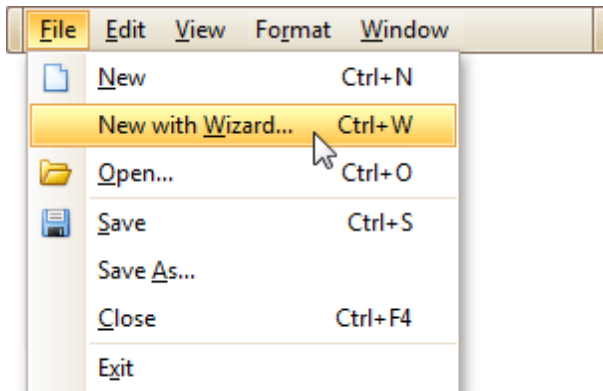 File Edit View Format Window
New Ctrl+N
New with Wizard... Ctrl+W
Open... Ctrl+O
Save Ctrl+S
Save As...
Close Ctrl+F4
Exit